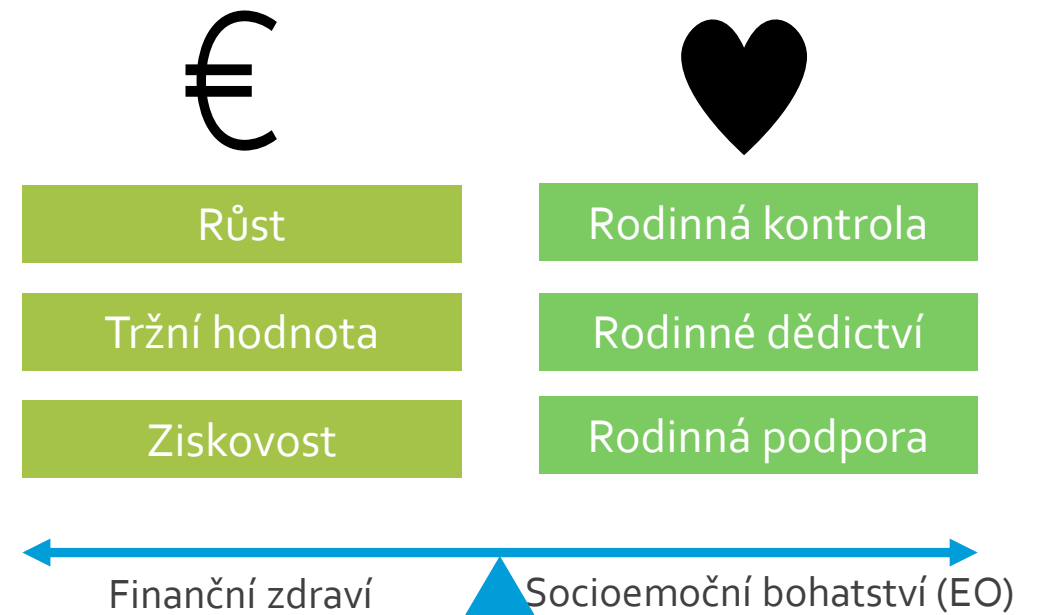 €
Růst
Tržní hodnota
Ziskovost
Rodinná kontrola
Rodinné dědictví
Rodinná podpora
Finanční zdraví
Socioemoční bohatství (EO)